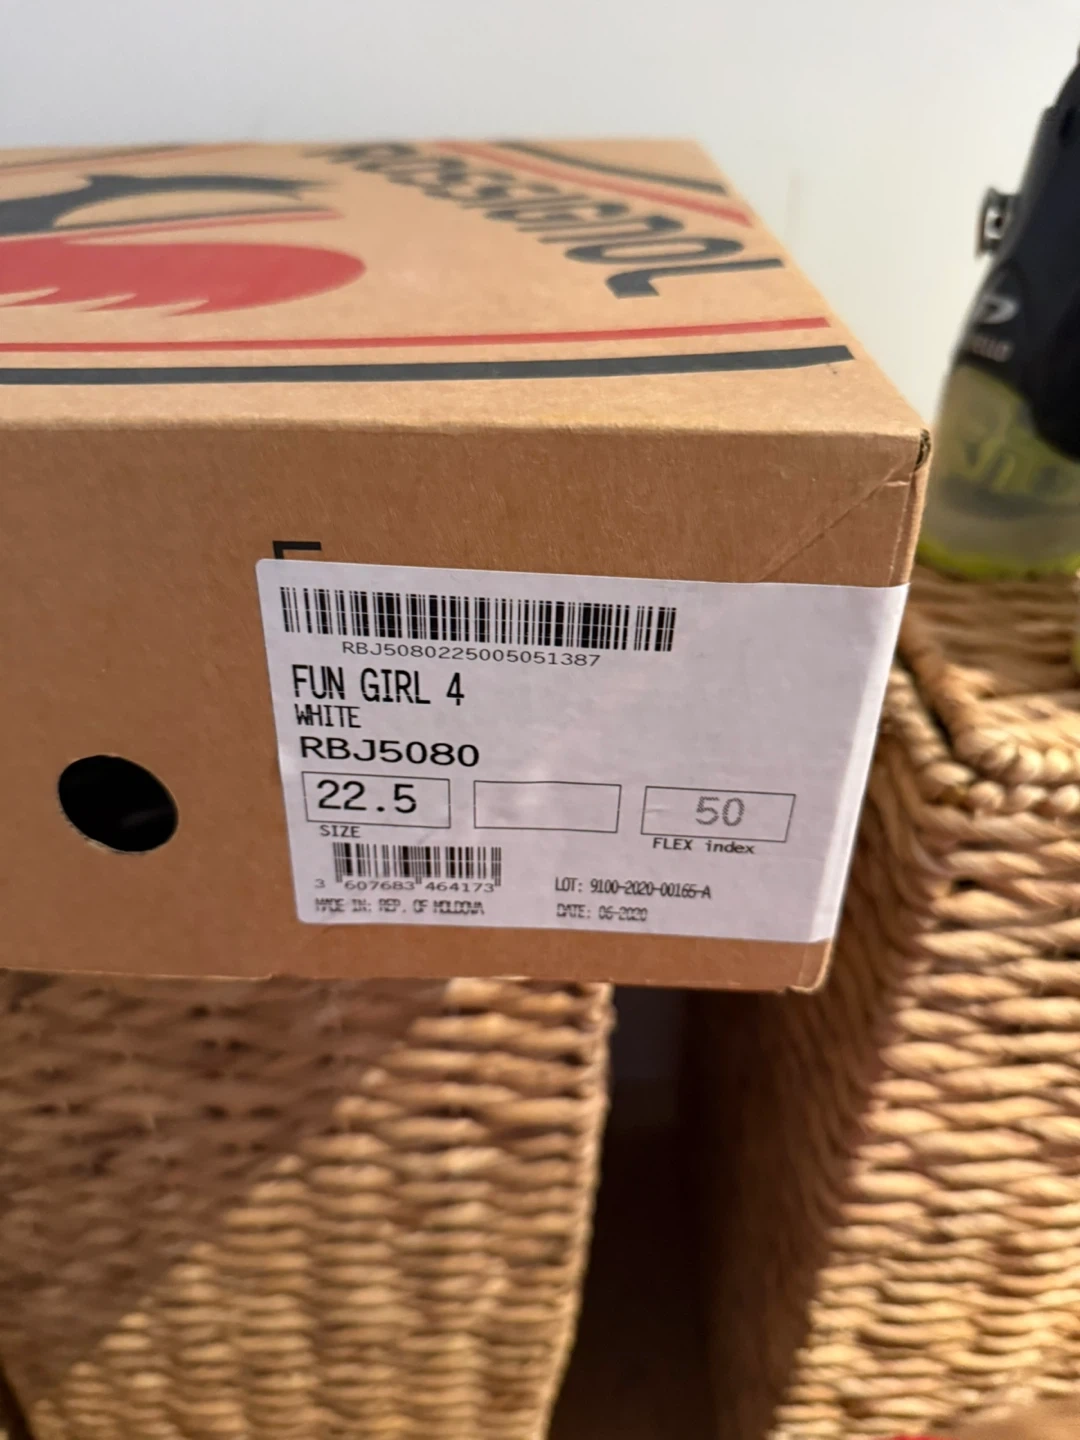 ROSSIGNOL
RBJ5080225005051387
FUN GIRL 4
WHITE
RBJ5080
22.5
50
SIZE
FLEX index
3 607683 464173
LOT: 9100-2020-00165-A
MADE IN: REP. OF MOLDOVA
DATE: 06-2020